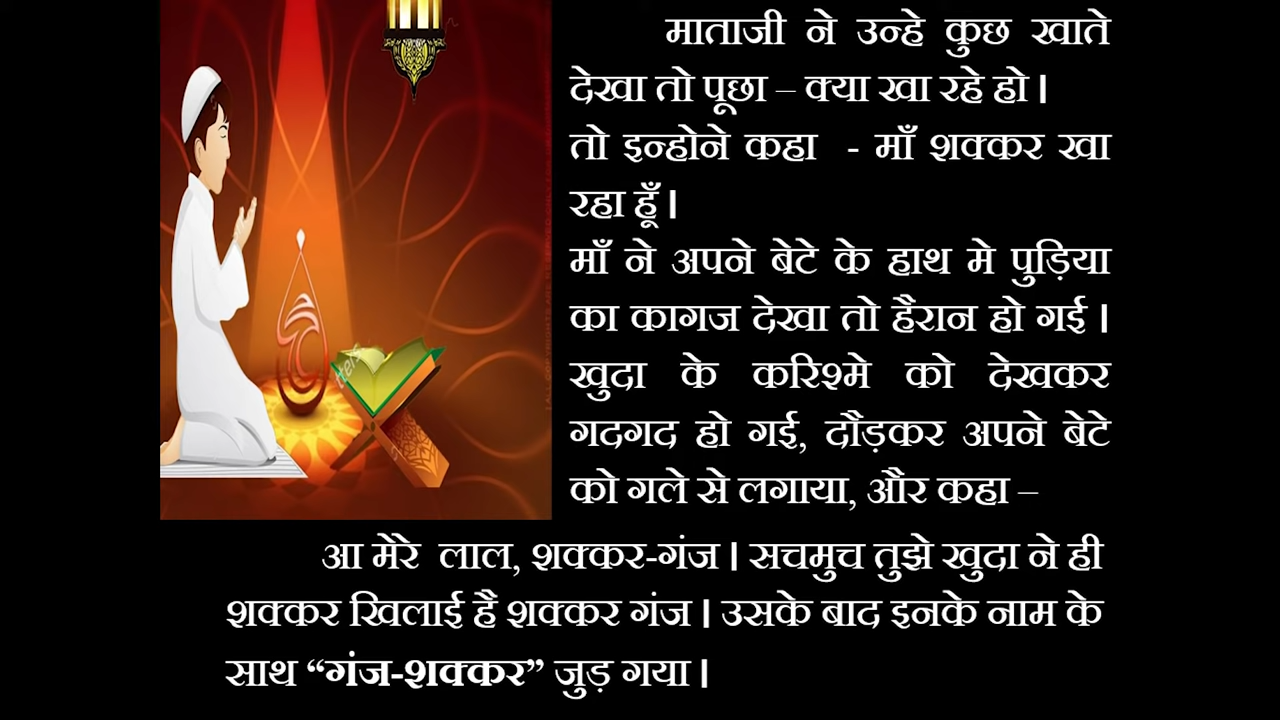 माताजी ने उन्हे कुछ खाते
देखा तो पूछा – क्या खा रहे हो |
तो इन्होने कहा - माँ शक्कर खा
रहा हूँ |
माँ ने अपने बेटे के हाथ मे पुड़िया
का कागज देखा तो हैरान हो गई |
खुदा के करिश्मे को देखकर
गदगद हो गई, दौड़कर अपने बेटे
को गले से लगाया, और कहा –
आ मेरे लाल, शक्कर-गंज | सचमुच तुझे खुदा ने ही
शक्कर खिलाई है शक्कर गंज | उसके बाद इनके नाम के
साथ “गंज-शक्कर” जुड़ गया |